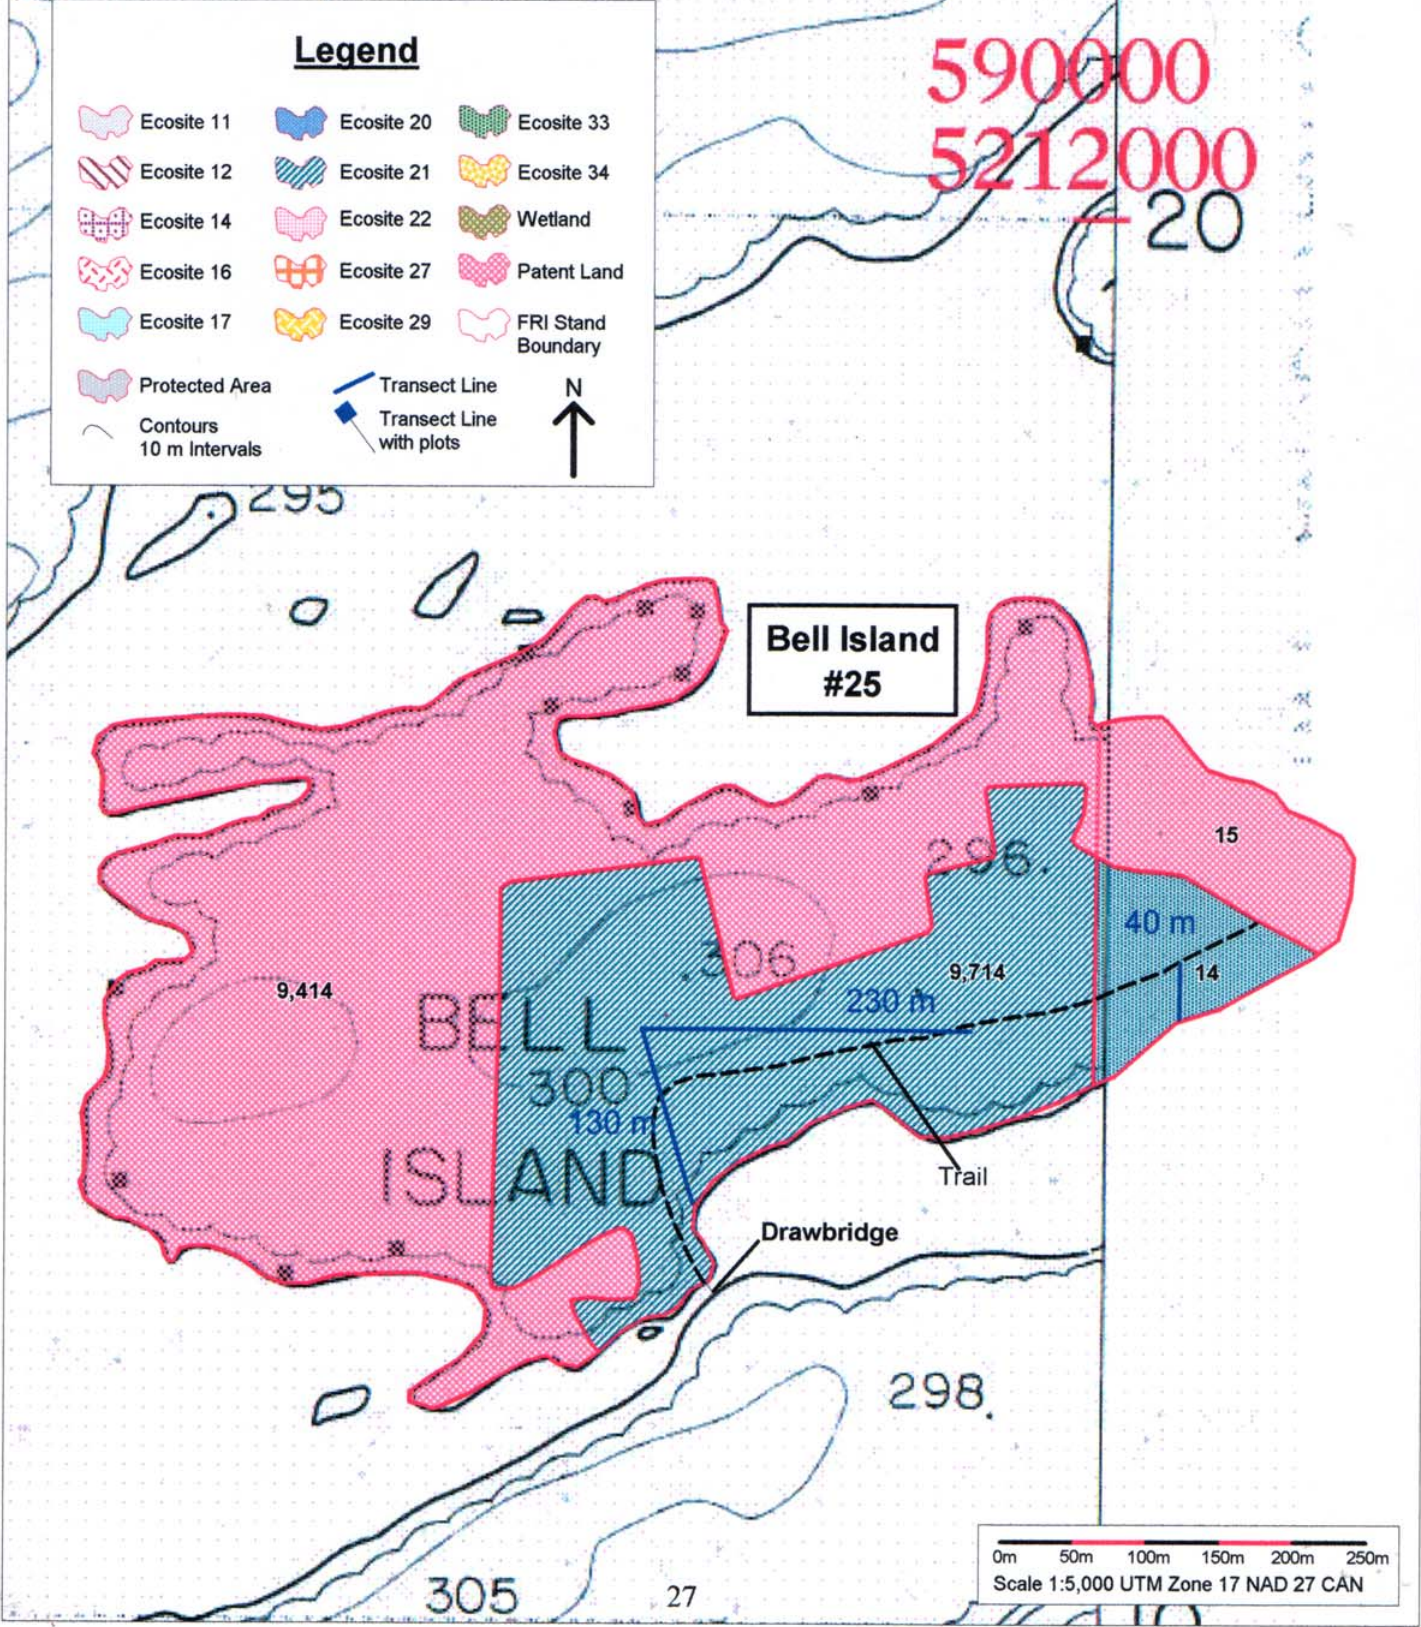 Legend
Ecosite 11
Ecosite 20
Ecosite 33
Ecosite 12
Ecosite 21
Ecosite 34
Ecosite 14
Ecosite 22
Wetland
Ecosite 16
Ecosite 27
Patent Land
Ecosite 17
Ecosite 29
FRI Stand
Boundary
Protected Area
Transect Line
N
Contours
10 m Intervals
Transect Line
with plots
590000
5212000
20
295
Bell Island
#25
15
296.
40 m
.306
9,714
14
9,414
230 m
BELL
300
130 m
ISLAND
Trail
Drawbridge
298.
0m 50m 100m 150m 200m 250m
Scale 1:5,000 UTM Zone 17 NAD 27 CAN
305
27